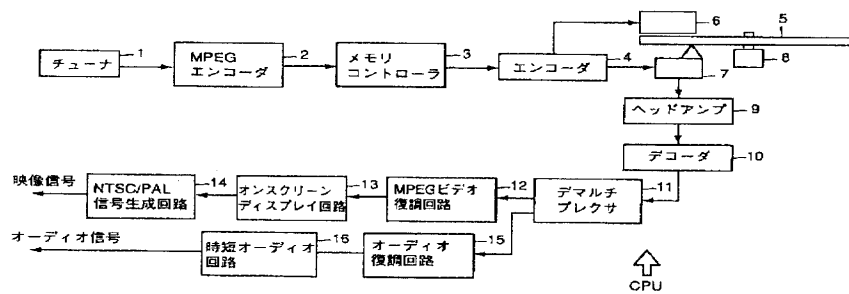 チューナ
1
MPEG
エンコーダ
2
メモリ
コントローラ
3
エンコーダ
4
6
5
7
8
ヘッドアンプ
9
デコーダ
10
映像信号
NTSC/PAL
信号生成回路
14
オンスクリーン
ディスプレイ回路
13
MPEGビデオ
復調回路
12
デマルチ
プレクサ
11
オーディオ信号
時短オーディオ
回路
16
オーディオ
復調回路
15
CPU